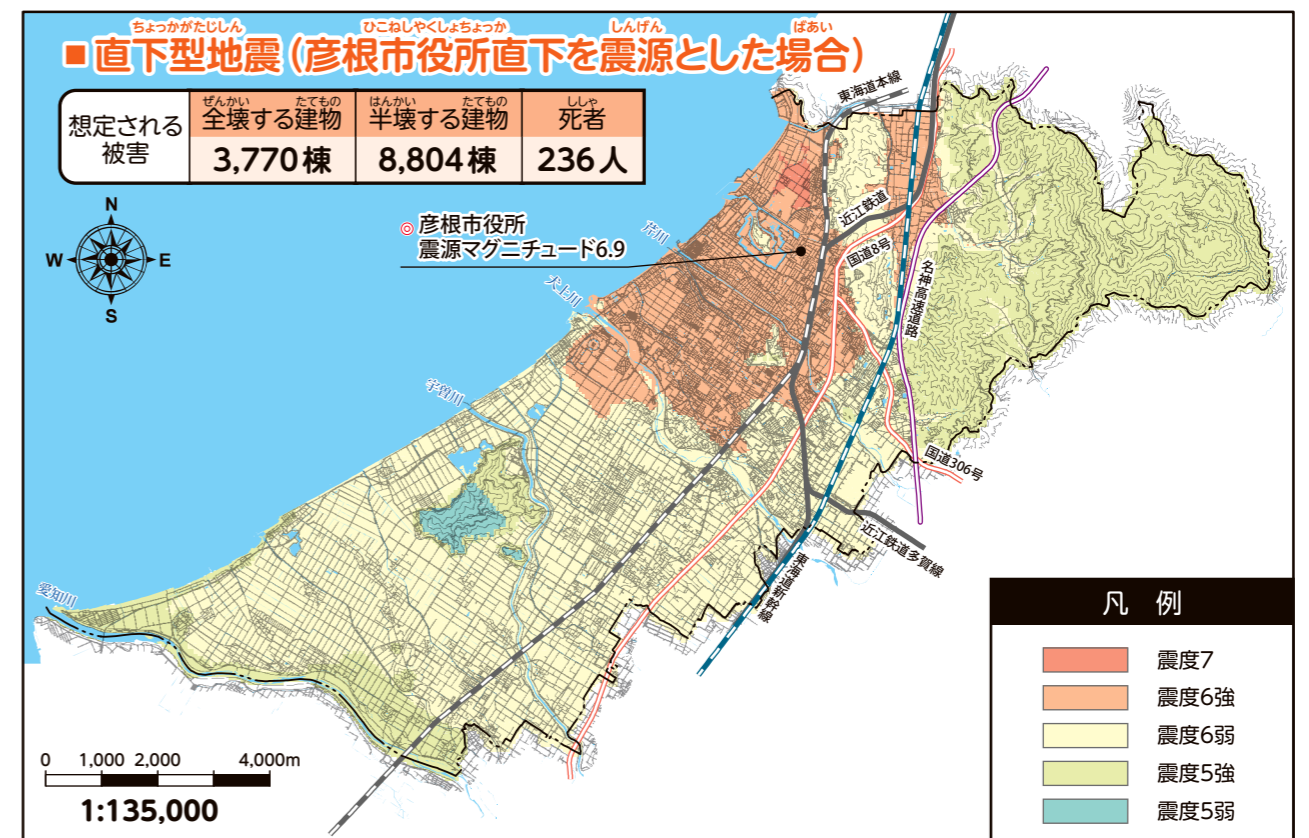 ちょっかがたじしん ひこねしやくしょちょっか しんげん ばあい
■直下型地震（彦根市役所直下を震源とした場合）
想定される被害
ぜんかい たてもの
全壊する建物
はんかい たてもの
半壊する建物
ししゃ
死者
3,770棟
8,804棟
236人
N
W
E
S
◎彦根市役所
震源マグニチュード6.9
東海道本線
近江鉄道
国道8号
名神高速道路
芹川
犬上川
宇曽川
愛知川
国道306号
近江鉄道多賀線
東海道新幹線
0 1,000 2,000 4,000m
1:135,000
凡 例
震度7
震度6強
震度6弱
震度5強
震度5弱